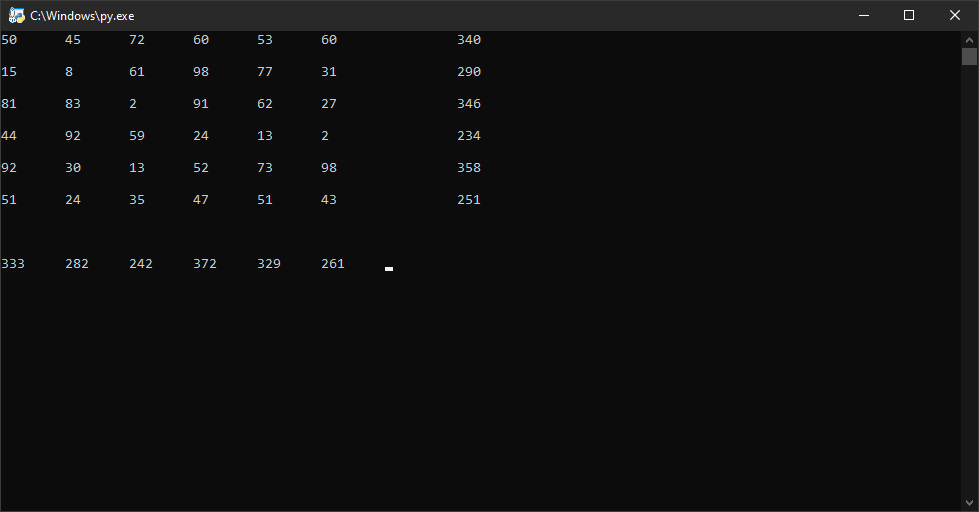 C:\Windows\py.exe
50 45 72 60 53 60 340
15 8 61 98 77 31 290
81 83 2 91 62 27 346
44 92 59 24 13 2 234
92 30 13 52 73 98 358
51 24 35 47 51 43 251
333 282 242 372 329 261